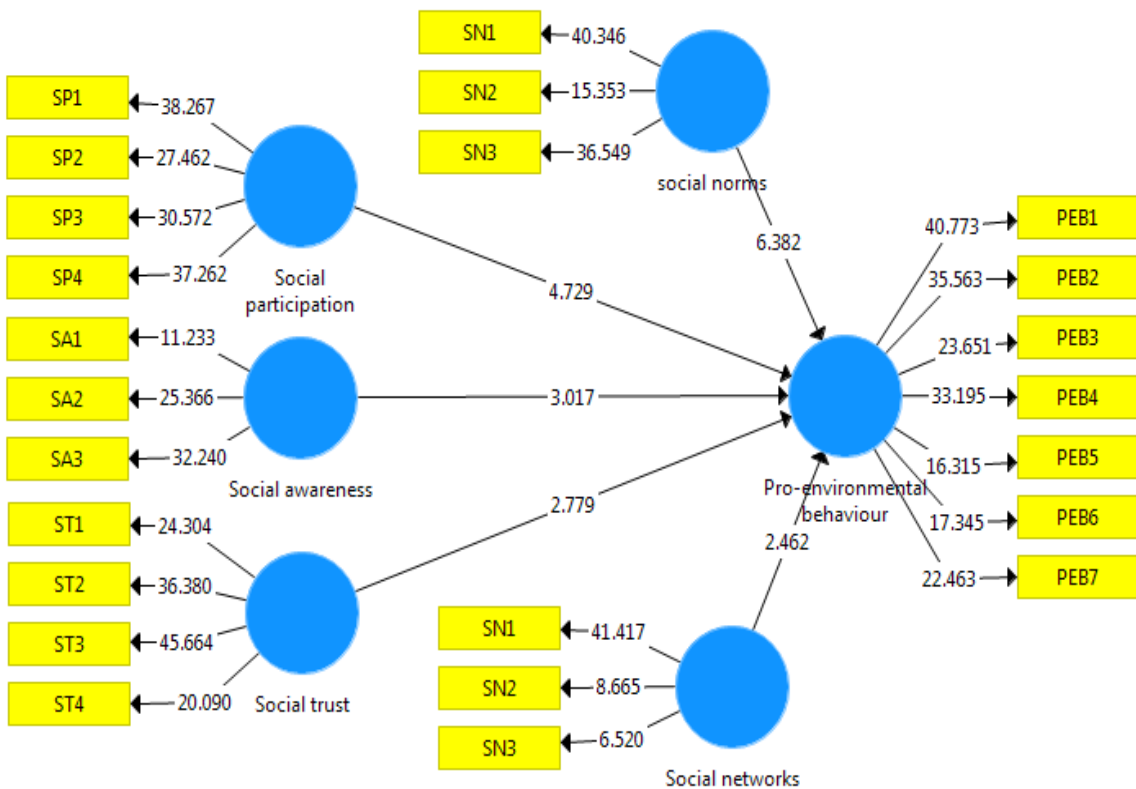 SN1
40.346
SN2
15.353
SN3
36.549
social norms
6.382
SP1
38.267
SP2
27.462
SP3
30.572
SP4
37.262
Social
participation
4.729
SA1
11.233
SA2
25.366
SA3
32.240
Social awareness
3.017
ST1
24.304
ST2
36.380
ST3
45.664
ST4
20.090
Social trust
2.779
SN1
41.417
SN2
8.665
SN3
6.520
Social networks
2.462
Pro-environmental
behaviour
40.773
PEB1
35.563
PEB2
23.651
PEB3
33.195
PEB4
16.315
PEB5
17.345
PEB6
22.463
PEB7